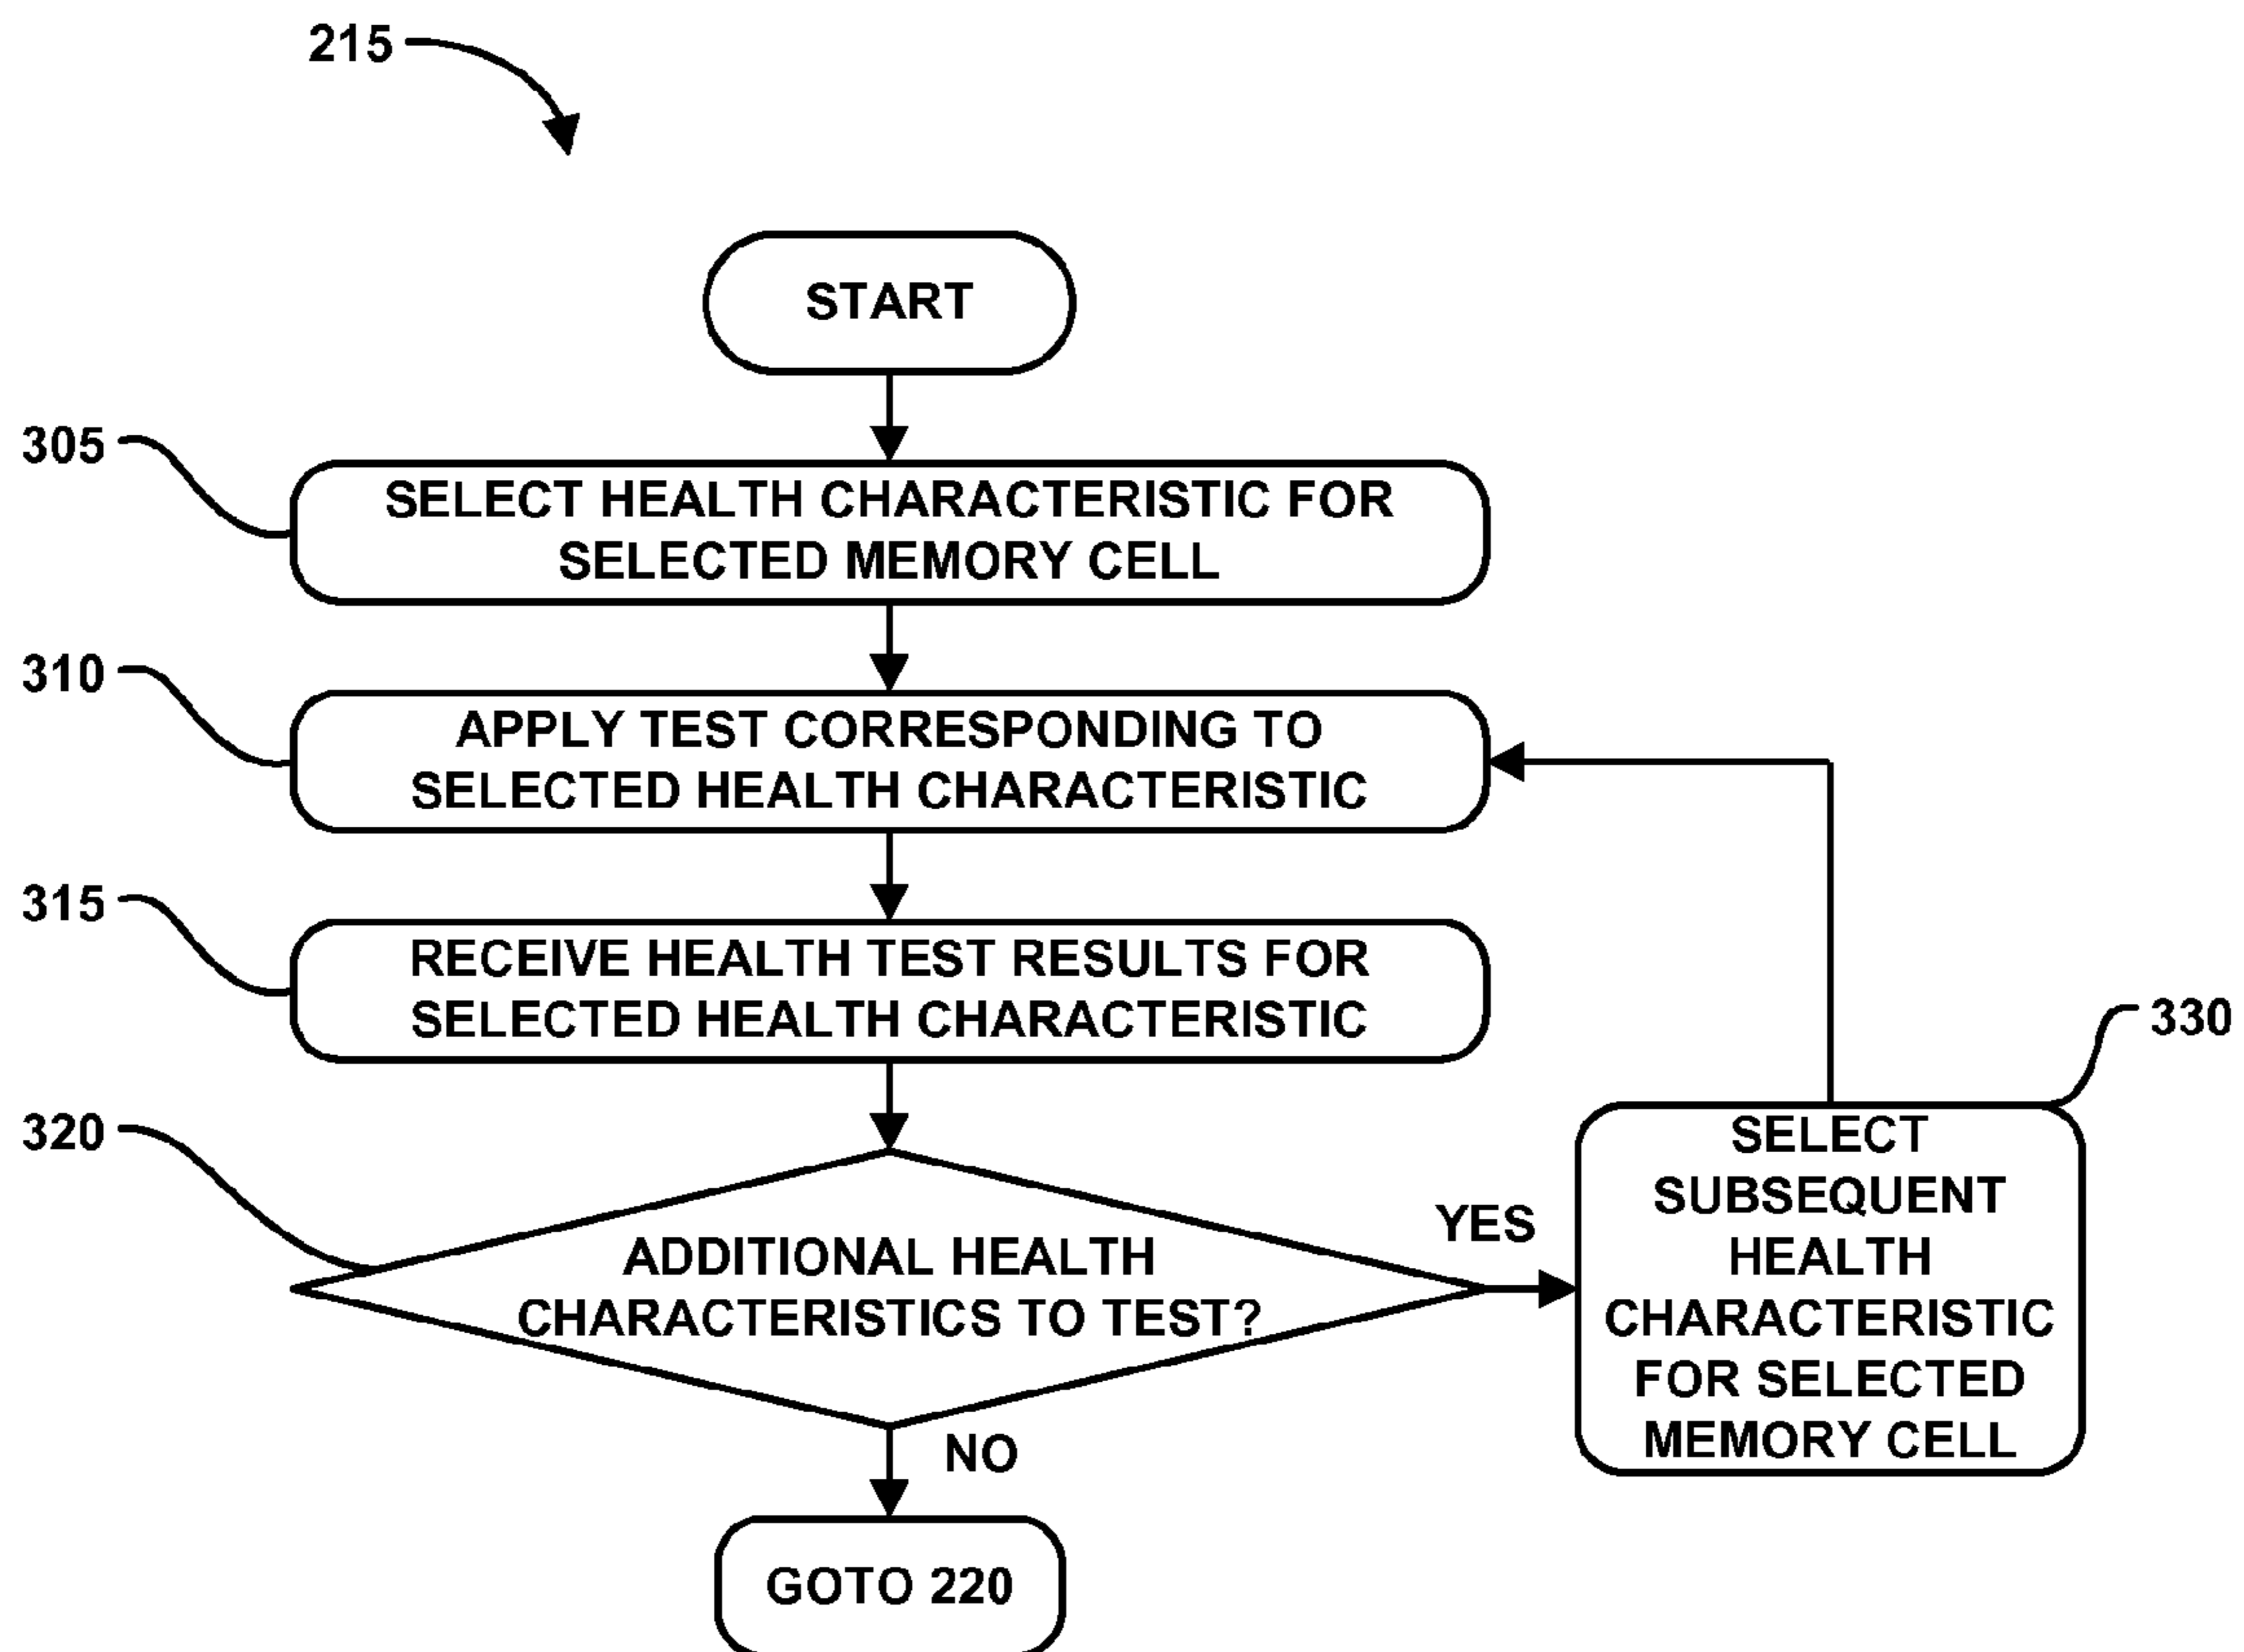 215
START
305
SELECT HEALTH CHARACTERISTIC FOR
SELECTED MEMORY CELL
310
APPLY TEST CORRESPONDING TO
SELECTED HEALTH CHARACTERISTIC
315
RECEIVE HEALTH TEST RESULTS FOR
SELECTED HEALTH CHARACTERISTIC
320
ADDITIONAL HEALTH
CHARACTERISTICS TO TEST?
YES
330
SELECT
SUBSEQUENT
HEALTH
CHARACTERISTIC
FOR SELECTED
MEMORY CELL
NO
GOTO 220